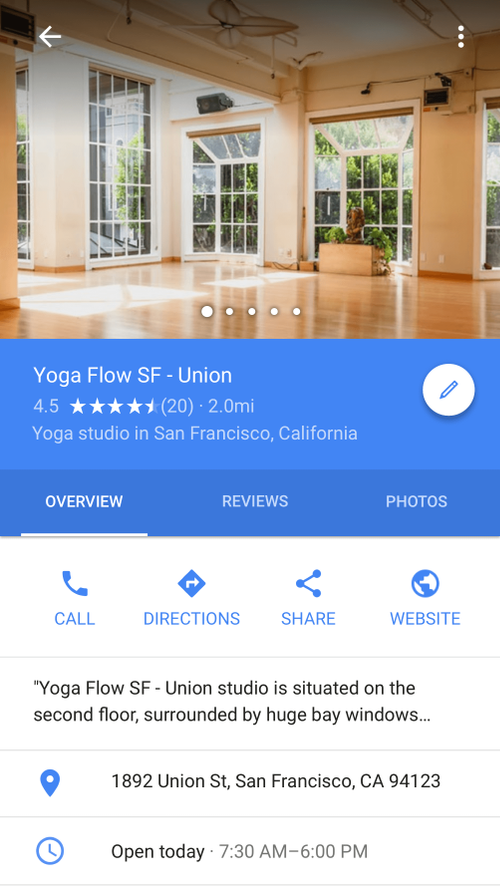 Yoga Flow SF - Union
4.5 ★★★★⯨ (20) · 2.0mi
Yoga studio in San Francisco, California
OVERVIEW REVIEWS PHOTOS
CALL DIRECTIONS SHARE WEBSITE
"Yoga Flow SF - Union studio is situated on the
second floor, surrounded by huge bay windows...
1892 Union St, San Francisco, CA 94123
Open today · 7:30 AM–6:00 PM